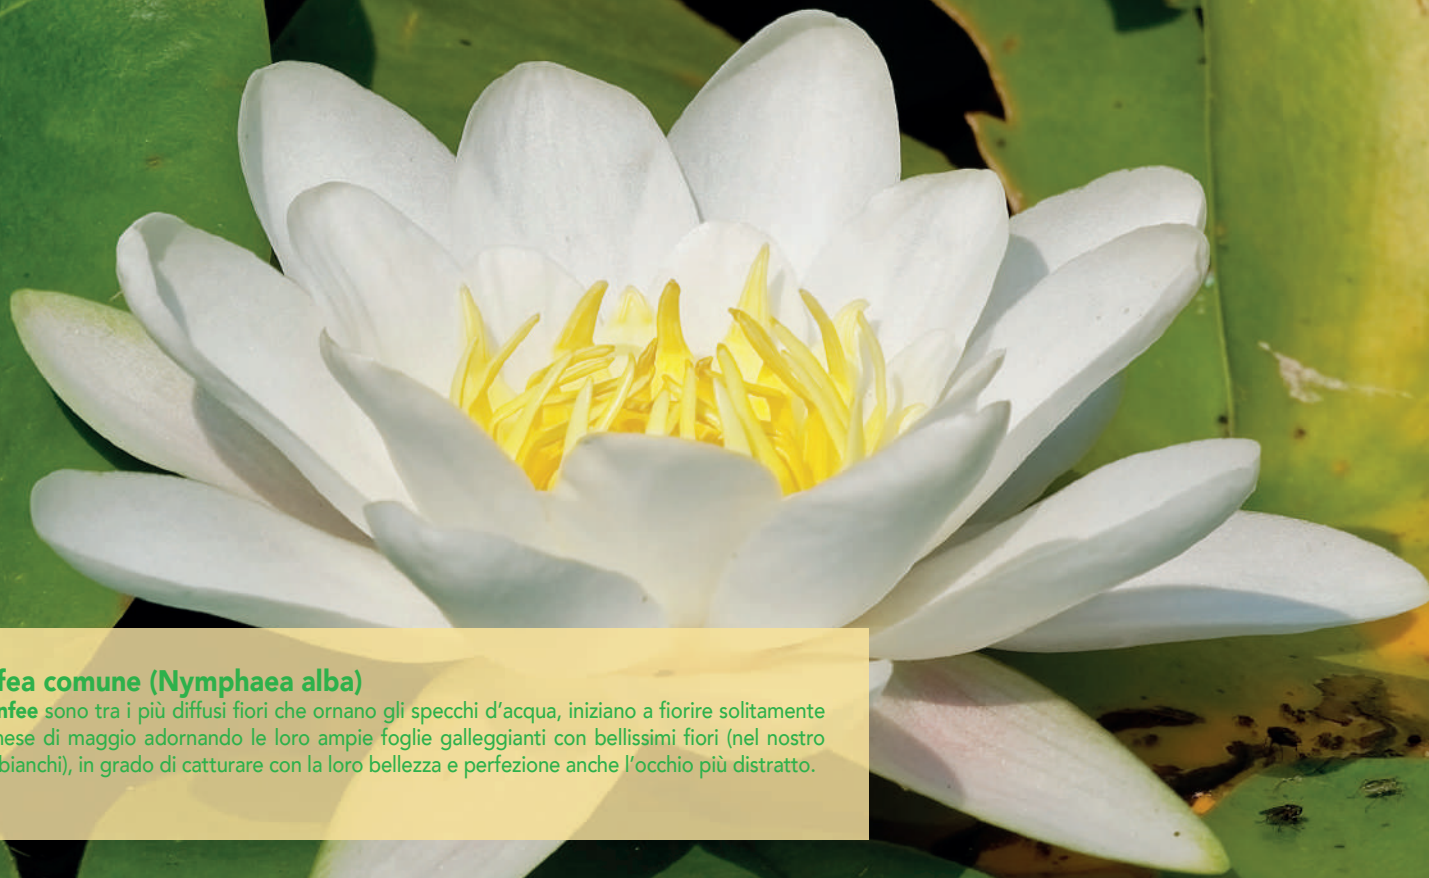 fea comune (Nymphaea alba)
nfee sono tra i più diffusi fiori che ornano gli specchi d’acqua, iniziano a fiorire solitamente
nese di maggio adornando le loro ampie foglie galleggianti con bellissimi fiori (nel nostro
bianchi), in grado di catturare con la loro bellezza e perfezione anche l’occhio più distratto.